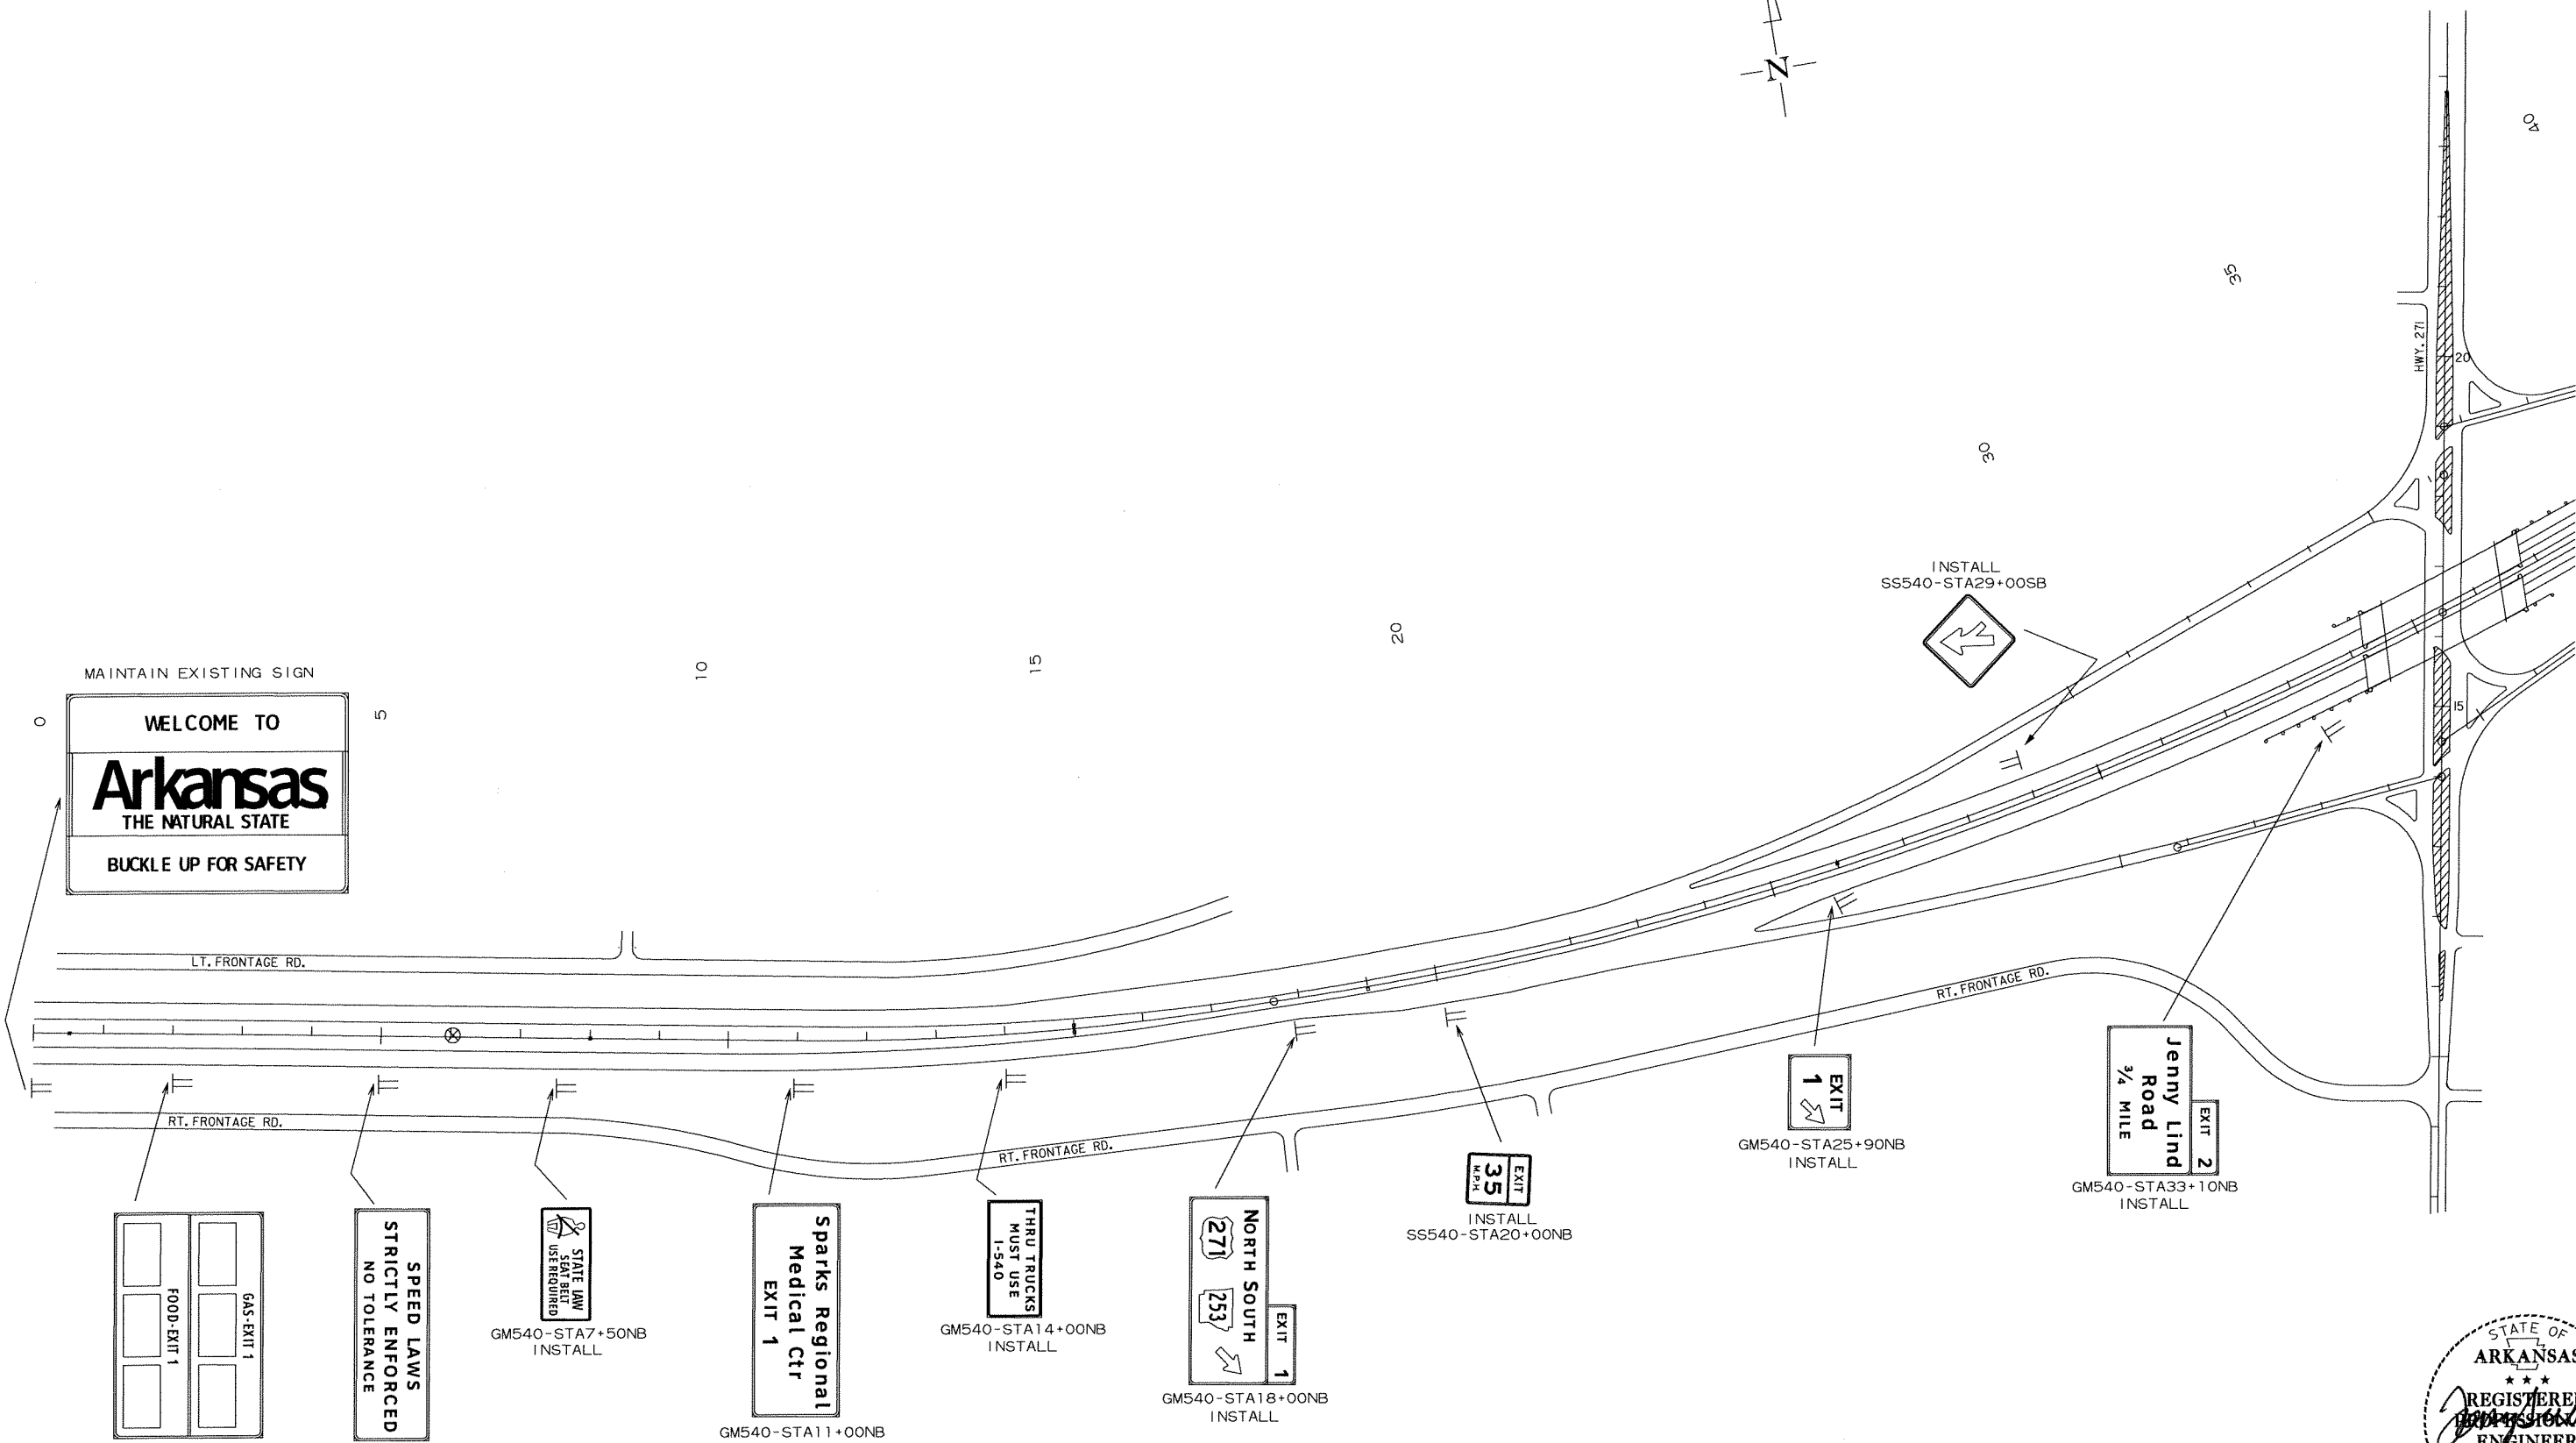 N
40
35
HWY. 271
20
30
INSTALL
SS540-STA29+00SB
20
15
10
MAINTAIN EXISTING SIGN
0
5
15
WELCOME TO
Arkansas
THE NATURAL STATE
BUCKLE UP FOR SAFETY
LT. FRONTAGE RD.
RT. FRONTAGE RD.
RT. FRONTAGE RD.
RT. FRONTAGE RD.
GAS-EXIT 1
FOOD-EXIT 1
SPEED LAWS
STRICTLY ENFORCED
NO TOLERANCE
STATE LAW
SEAT BELT
USE REQUIRED
GM540-STA7+50NB
INSTALL
Sparks Regional
Medical Ctr
EXIT 1
GM540-STA11+00NB
THRU TRUCKS
MUST USE
I-540
GM540-STA14+00NB
INSTALL
EXIT 1
NORTH SOUTH
271 253
GM540-STA18+00NB
INSTALL
EXIT
35
M.P.H.
INSTALL
SS540-STA20+00NB
EXIT
1
GM540-STA25+90NB
INSTALL
EXIT 2
Jenny Lind
Road
3/4 MILE
GM540-STA33+10NB
INSTALL
STATE OF
ARKANSAS
REGISTERED
PROFESSIONAL
ENGINEER